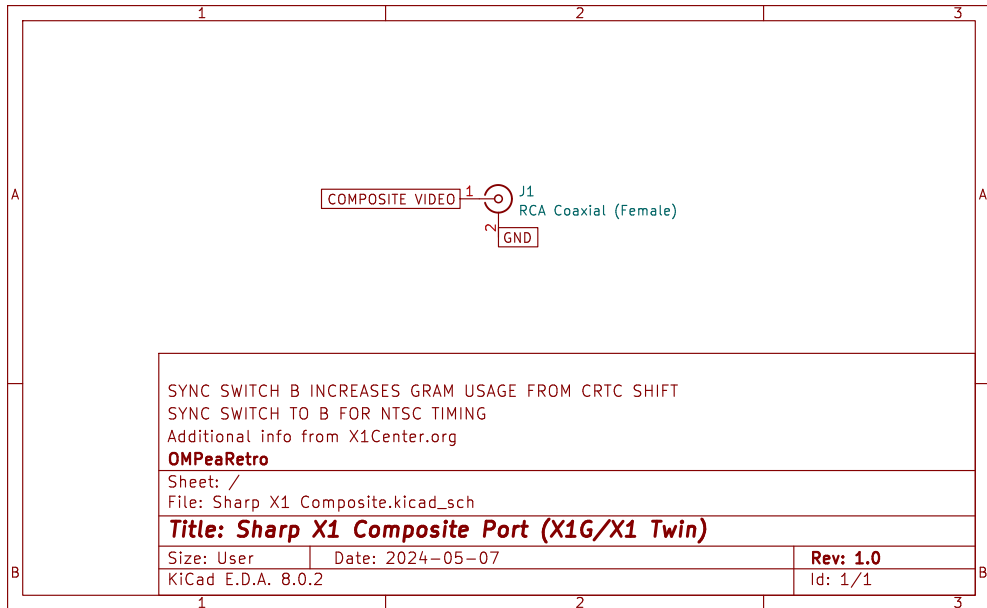 1 2 3
A A
COMPOSITE VIDEO 1 J1
RCA Coaxial (Female)
2
GND
SYNC SWITCH B INCREASES GRAM USAGE FROM CRTC SHIFT
SYNC SWITCH TO B FOR NTSC TIMING
Additional info from X1Center.org
OMPeaRetro
Sheet: /
File: Sharp X1 Composite.kicad_sch
Title: Sharp X1 Composite Port (X1G/X1 Twin)
Size: User Date: 2024-05-07 Rev: 1.0
KiCad E.D.A. 8.0.2 Id: 1/1
B B
1 2 3